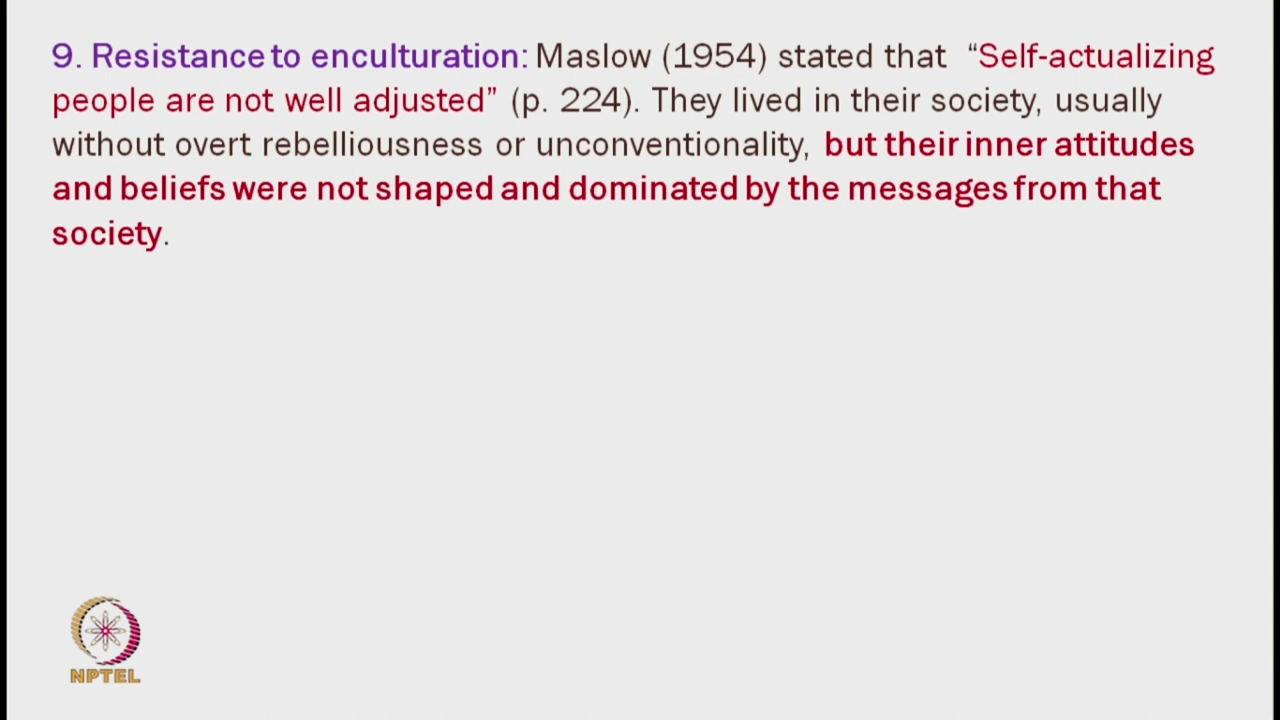 9. Resistance to enculturation: Maslow (1954) stated that “Self-actualizing
people are not well adjusted” (p. 224). They lived in their society, usually
without overt rebelliousness or unconventionality, but their inner attitudes
and beliefs were not shaped and dominated by the messages from that
society.
NPTEL